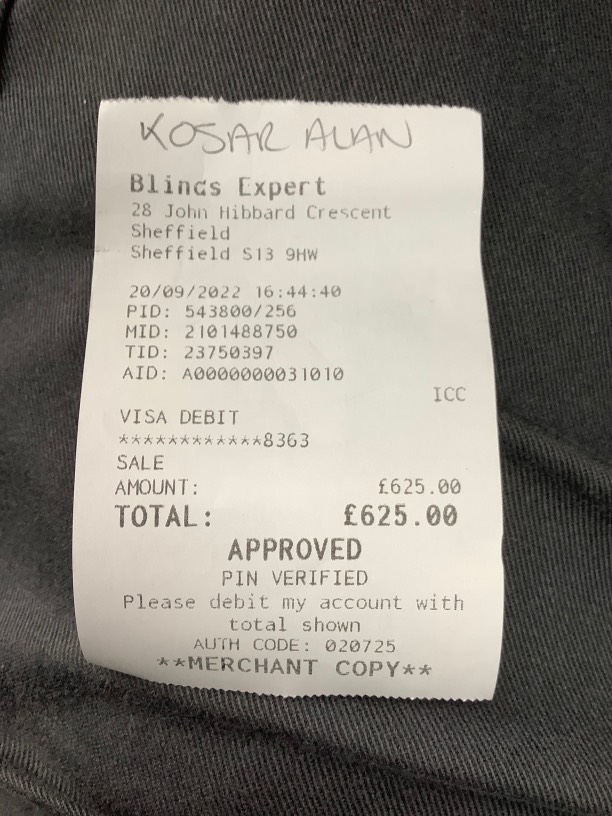 KOSAR ALAN
Blinds Expert
28 John Hibbard Crescent
Sheffield
Sheffield S13 9HW
20/09/2022 16:44:40
PID: 543800/256
MID: 2101488750
TID: 23750397
AID: A0000000031010
ICC
VISA DEBIT
************8363
SALE
AMOUNT: £625.00
TOTAL: £625.00
APPROVED
PIN VERIFIED
Please debit my account with
total shown
AUTH CODE: 020725
**MERCHANT COPY**